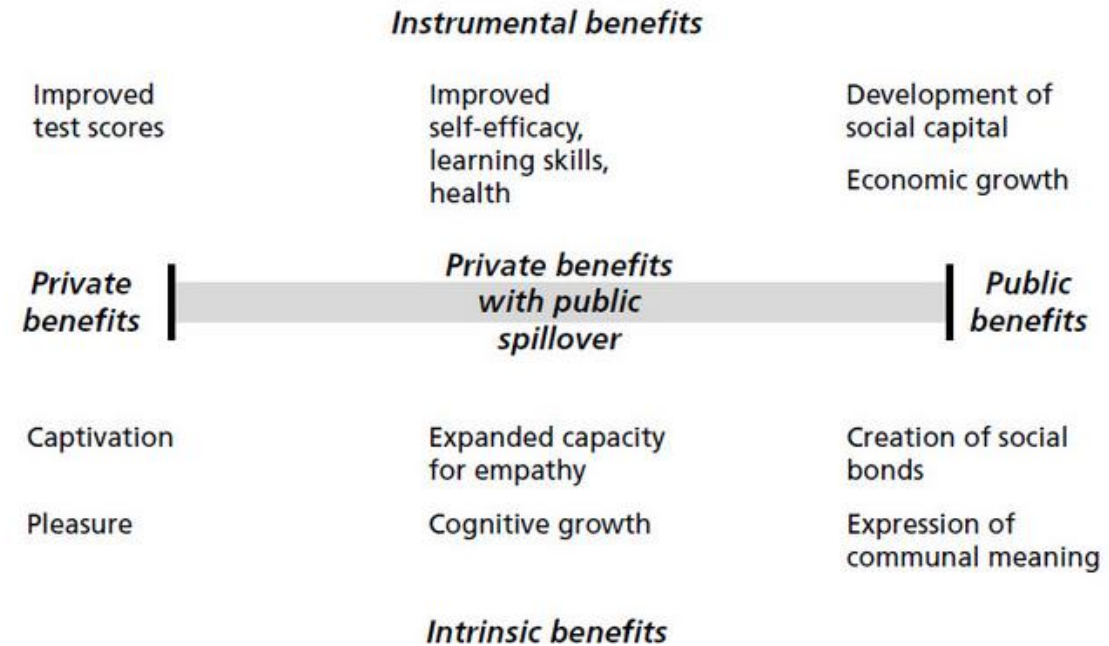 Instrumental benefits
Improved
test scores
Improved
self-efficacy,
learning skills,
health
Development of
social capital
Economic growth
Private
benefits
Private benefits
with public
spillover
Public
benefits
Captivation
Pleasure
Expanded capacity
for empathy
Cognitive growth
Creation of social
bonds
Expression of
communal meaning
Intrinsic benefits